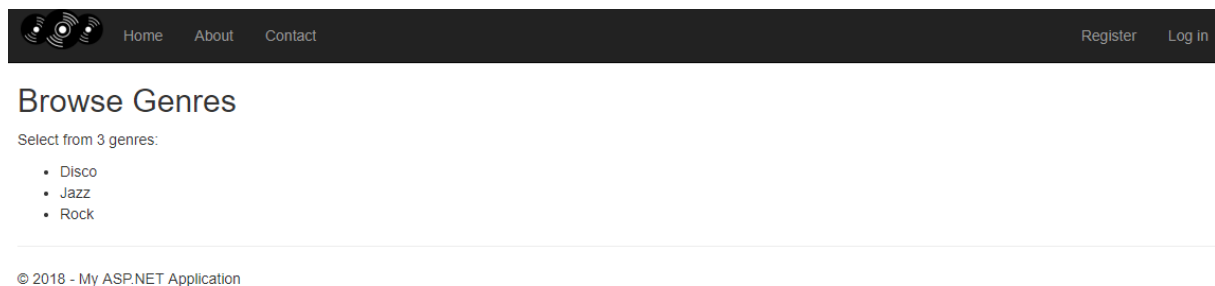 Home About Contact Register Log in
Browse Genres
Select from 3 genres:
• Disco
• Jazz
• Rock
© 2018 - My ASP.NET Application